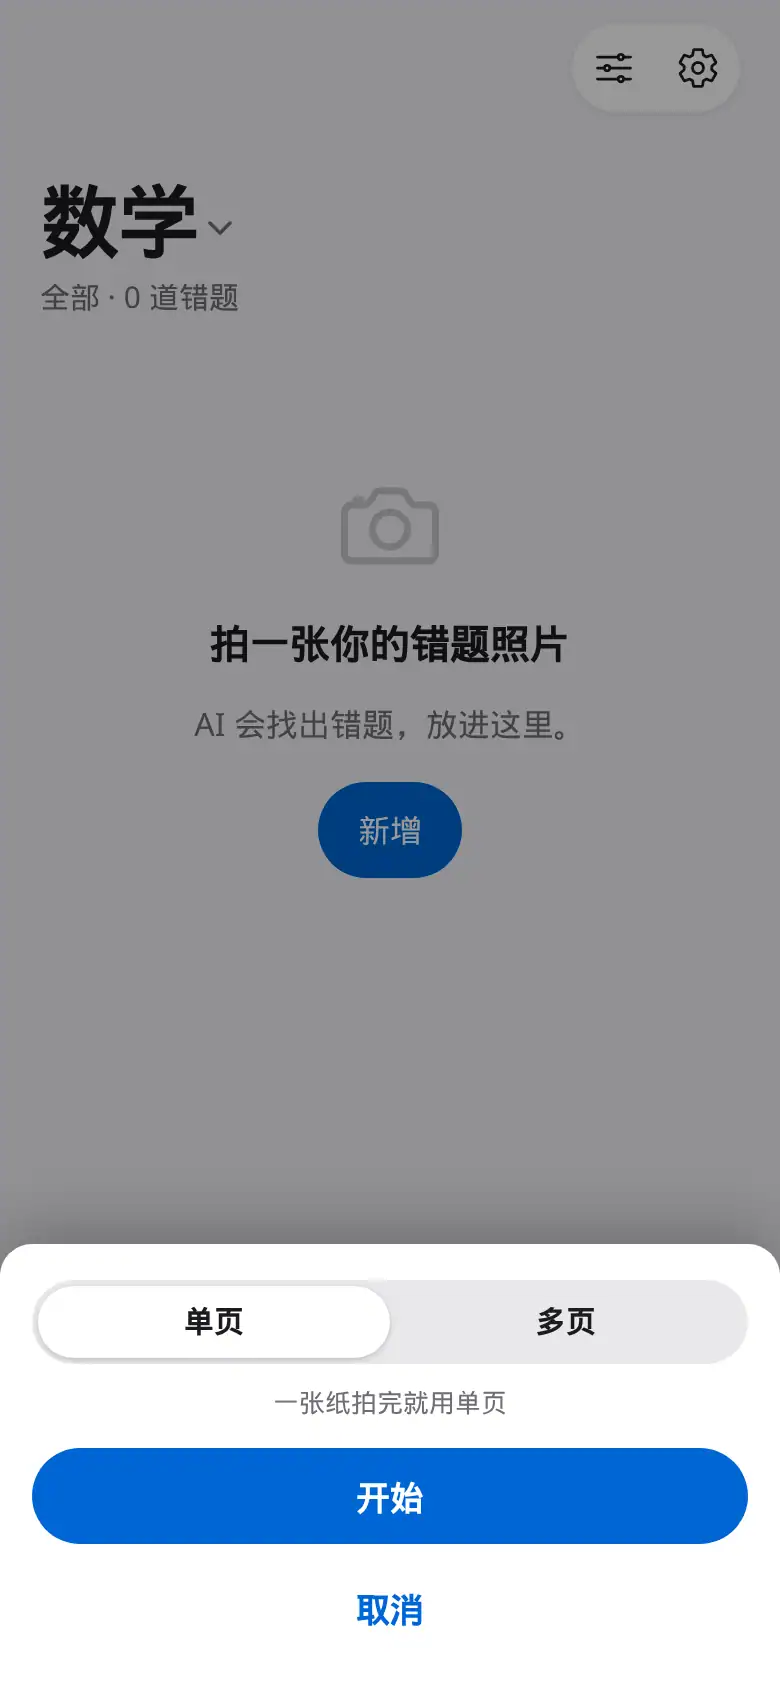 数学
全部 · 0 道错题
拍一张你的错题照片
AI 会找出错题，放进这里。
新增
单页
多页
一张纸拍完就用单页
开始
取消